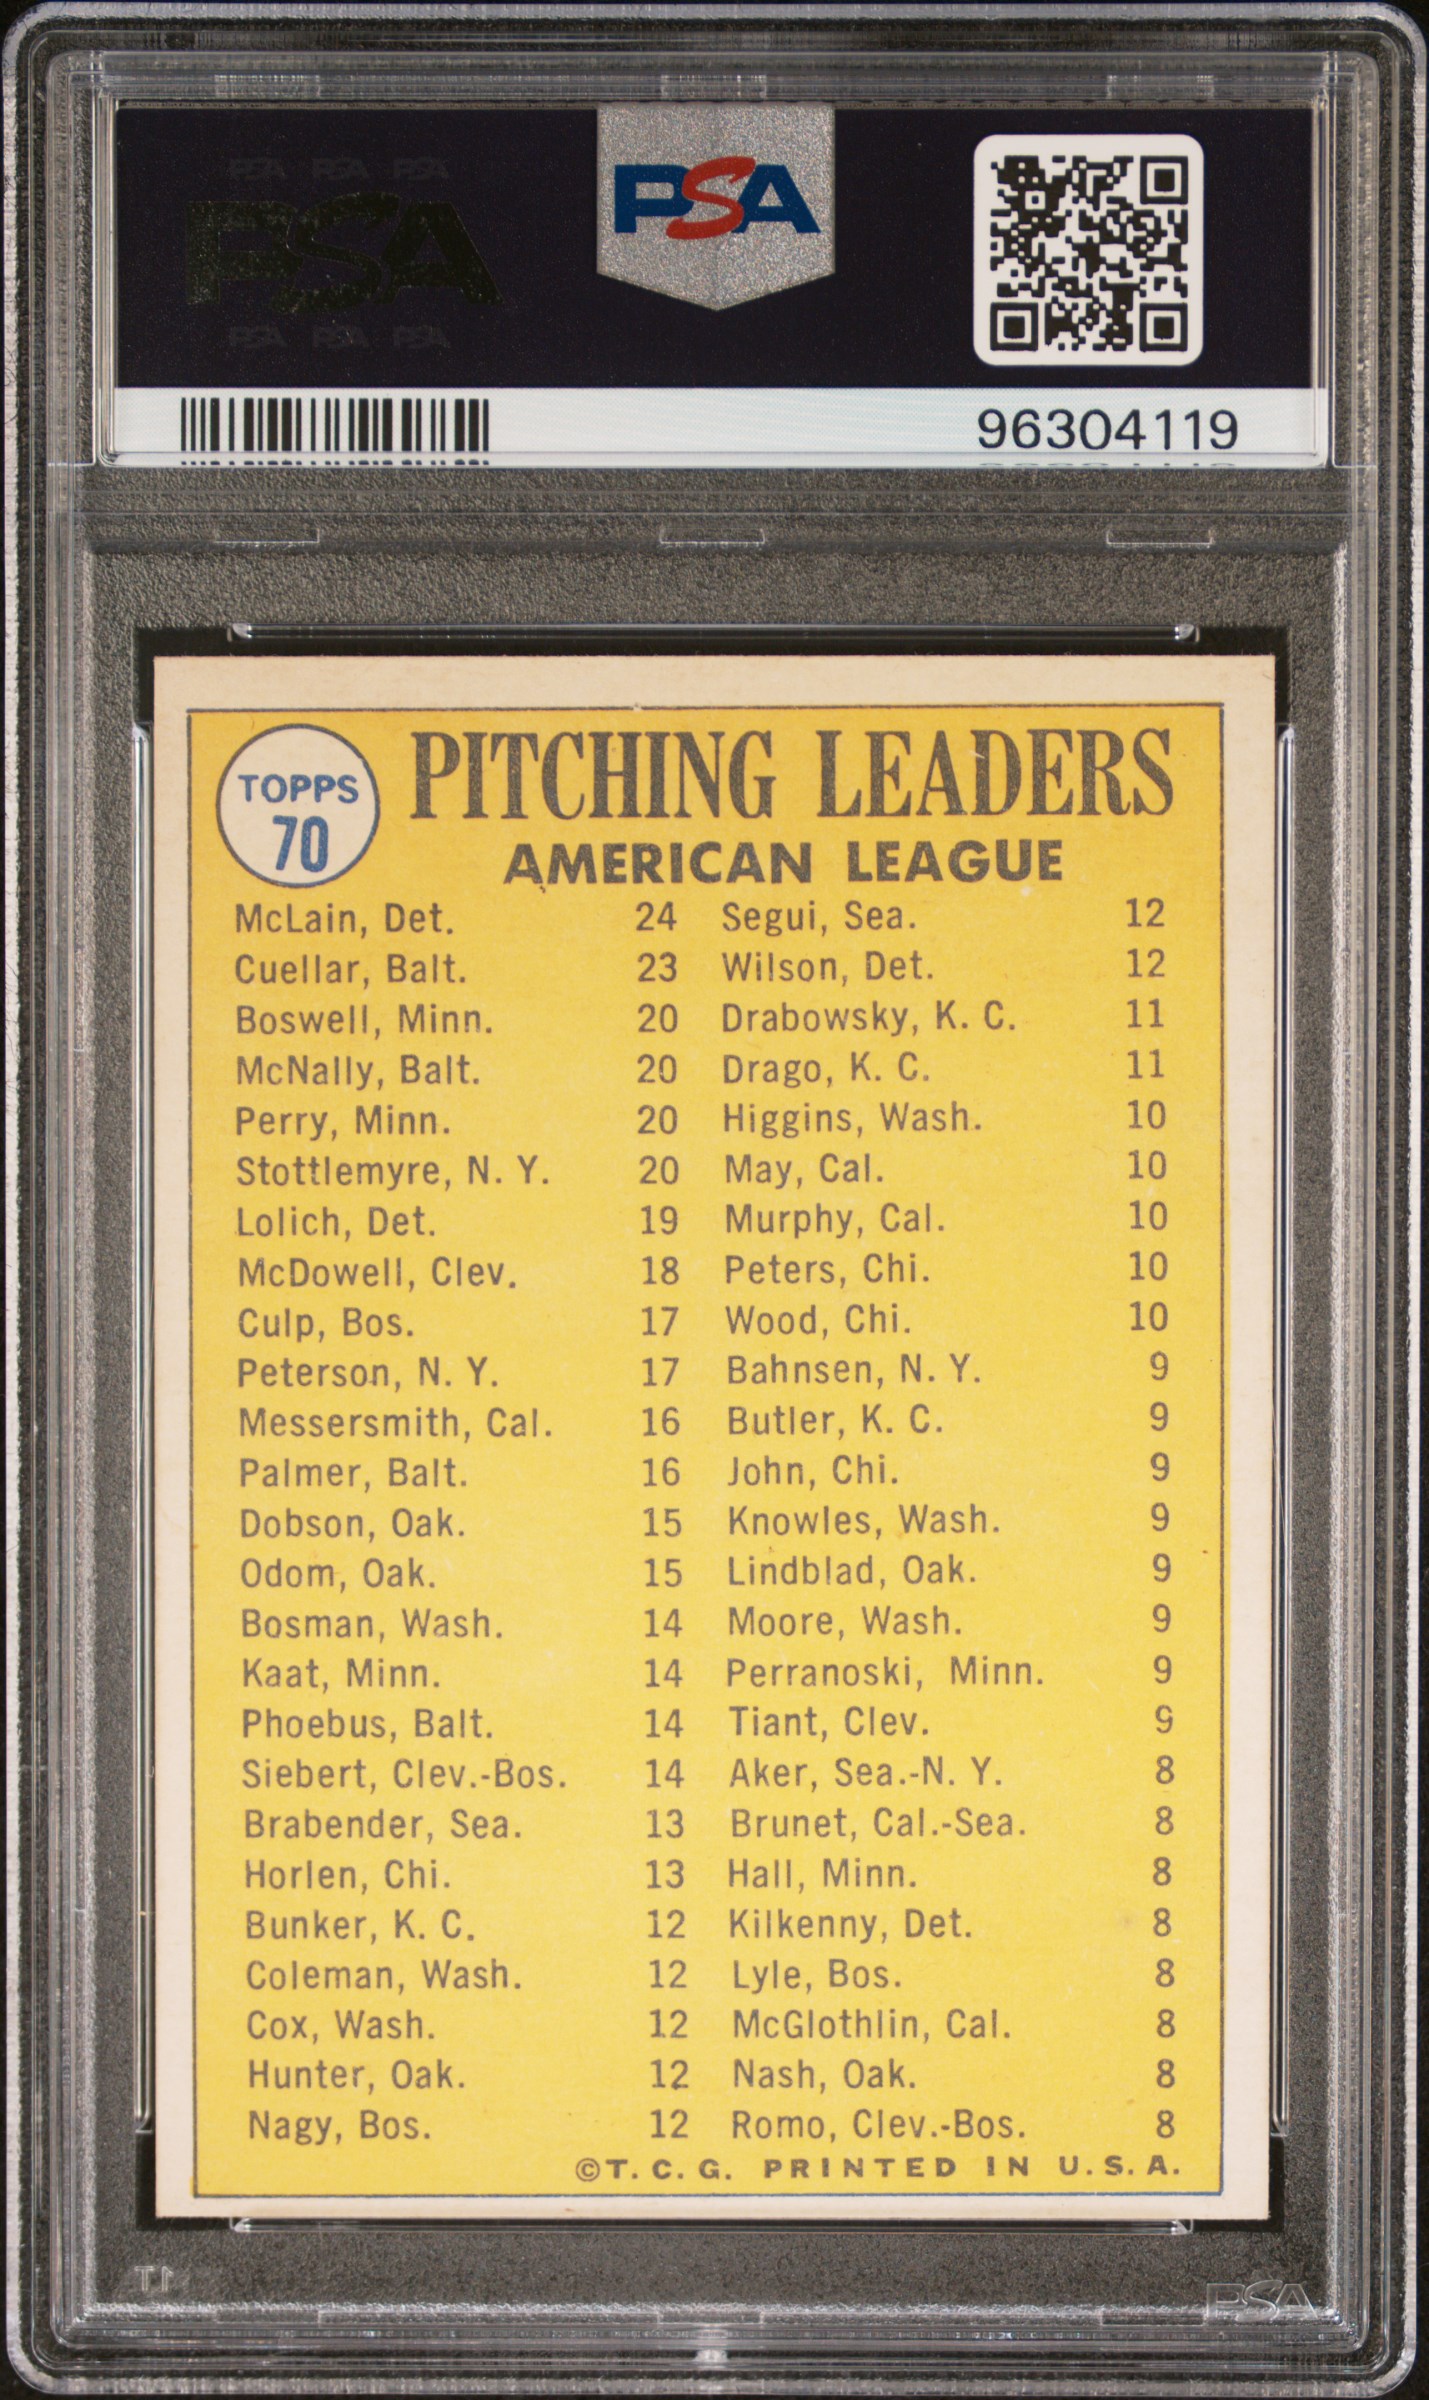 PSA PSA PSA
PSA
PSA PSA PSA
PSA
96304119
TOPPS
70
PITCHING LEADERS
AMERICAN LEAGUE
McLain, Det. 24 Segui, Sea. 12
Cuellar, Balt. 23 Wilson, Det. 12
Boswell, Minn. 20 Drabowsky, K. C. 11
McNally, Balt. 20 Drago, K. C. 11
Perry, Minn. 20 Higgins, Wash. 10
Stottlemyre, N. Y. 20 May, Cal. 10
Lolich, Det. 19 Murphy, Cal. 10
McDowell, Clev. 18 Peters, Chi. 10
Culp, Bos. 17 Wood, Chi. 10
Peterson, N. Y. 17 Bahnsen, N. Y. 9
Messersmith, Cal. 16 Butler, K. C. 9
Palmer, Balt. 16 John, Chi. 9
Dobson, Oak. 15 Knowles, Wash. 9
Odom, Oak. 15 Lindblad, Oak. 9
Bosman, Wash. 14 Moore, Wash. 9
Kaat, Minn. 14 Perranoski, Minn. 9
Phoebus, Balt. 14 Tiant, Clev. 9
Siebert, Clev.-Bos. 14 Aker, Sea.-N. Y. 8
Brabender, Sea. 13 Brunet, Cal.-Sea. 8
Horlen, Chi. 13 Hall, Minn. 8
Bunker, K. C. 12 Kilkenny, Det. 8
Coleman, Wash. 12 Lyle, Bos. 8
Cox, Wash. 12 McGlothlin, Cal. 8
Hunter, Oak. 12 Nash, Oak. 8
Nagy, Bos. 12 Romo, Clev.-Bos. 8
©T. C. G. PRINTED IN U. S. A.
PSA